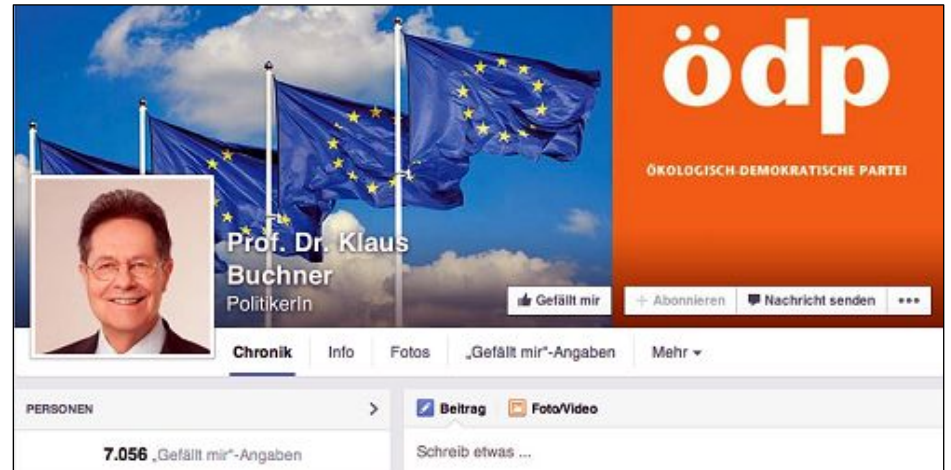 ödp
ÖKOLOGISCH-DEMOKRATISCHE PARTEI
Prof. Dr. Klaus
Buchner
PolitikerIn
Gefällt mir
+ Abonnieren
Nachricht senden
•••
Chronik Info Fotos „Gefällt mir“-Angaben Mehr
PERSONEN
7.056 „Gefällt mir“-Angaben
Beitrag Foto/Video
Schreib etwas ...